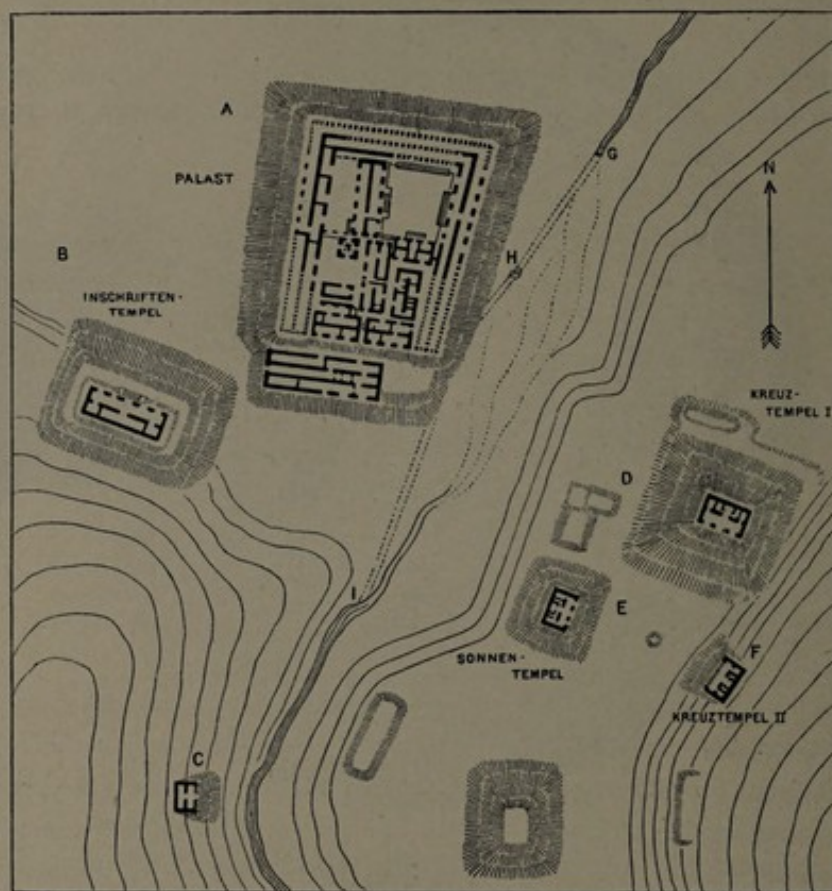 A
PALAST
G
N
H
B
INSCHRIFTEN-
TEMPEL
KREUZ-
TEMPEL I
D
I
E
SONNEN-
TEMPEL
F
KREUZTEMPEL II
C